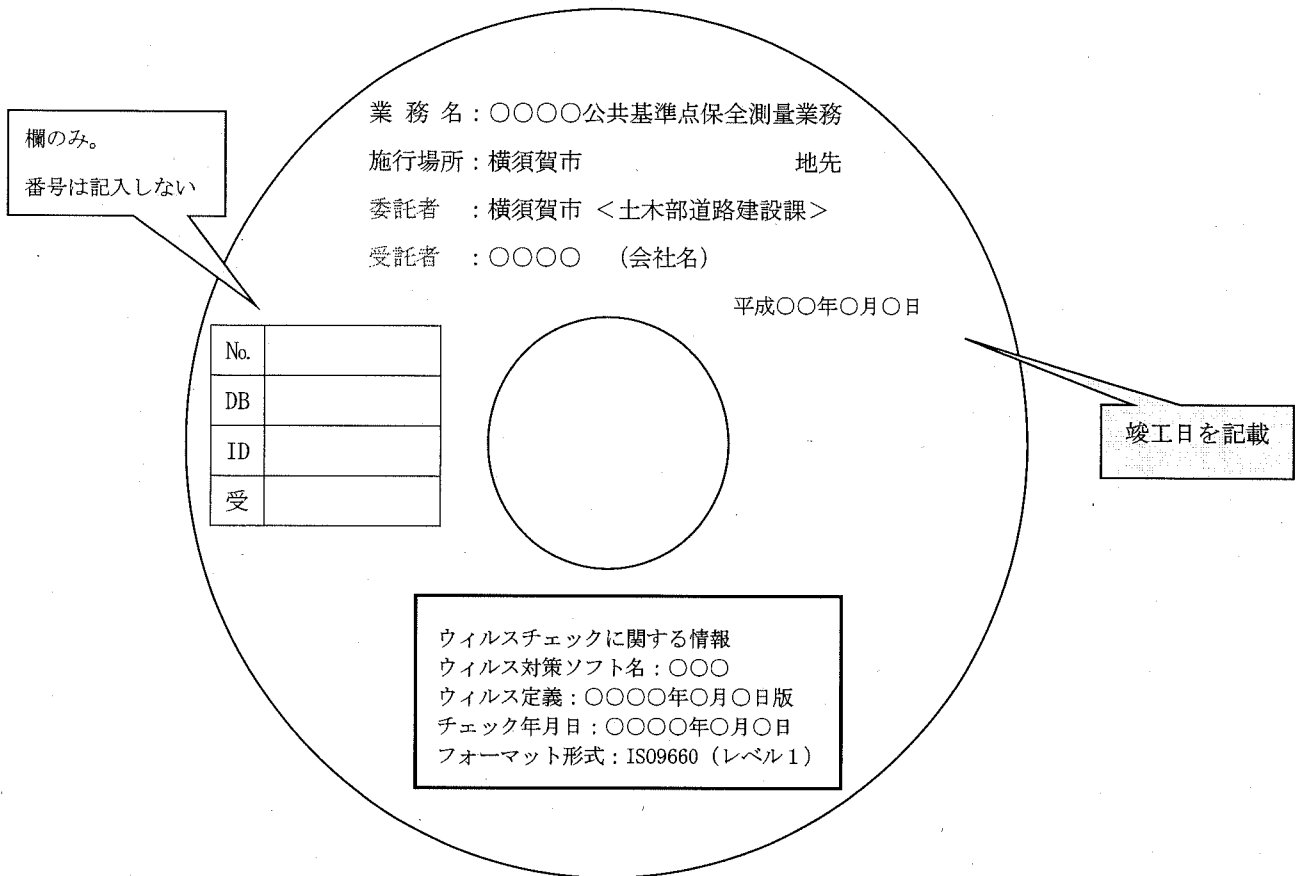 業 務 名：○○○○公共基準点保全測量業務
施行場所：横須賀市　　　　　　　地先
委託者　：横須賀市 ＜土木部道路建設課＞
受託者　：○○○○　（会社名）
平成○○年○月○日
欄のみ。
番号は記入しない
No.
DB
ID
受
竣工日を記載
ウィルスチェックに関する情報
ウィルス対策ソフト名：○○○
ウィルス定義：○○○○年○月○日版
チェック年月日：○○○○年○月○日
フォーマット形式：ISO9660（レベル１）